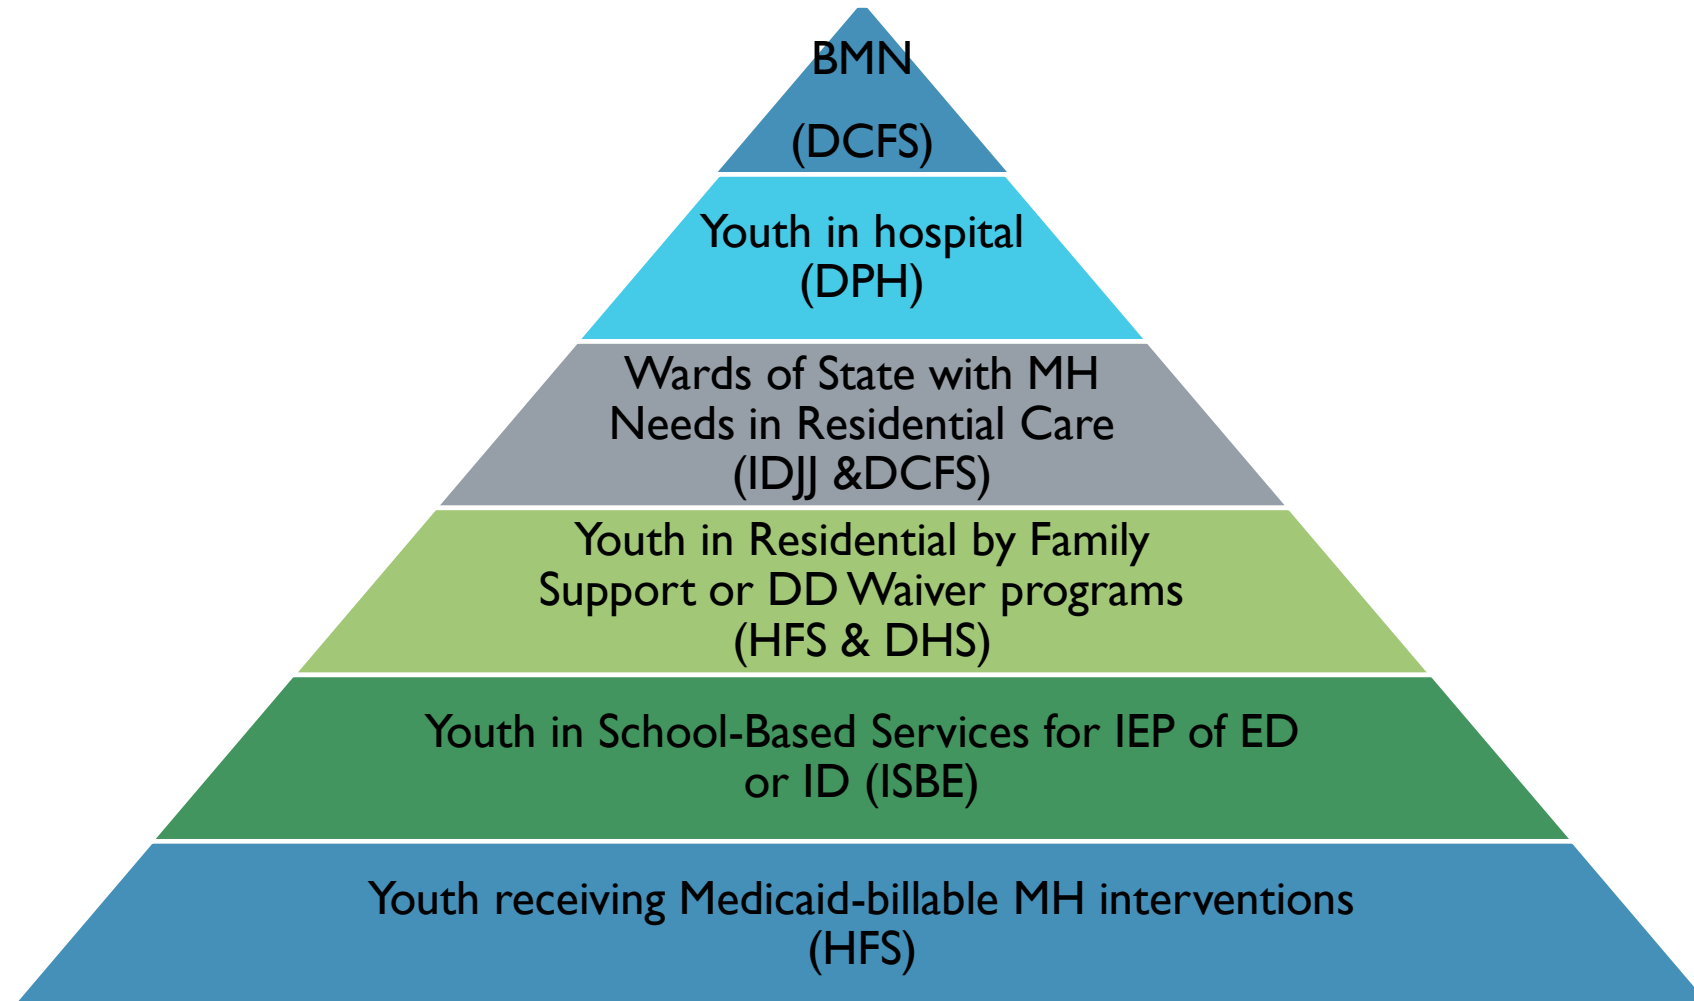 BMN
(DCFS)
Youth in hospital
(DPH)
Wards of State with MH
Needs in Residential Care
(IDJJ &DCFS)
Youth in Residential by Family
Support or DD Waiver programs
(HFS & DHS)
Youth in School-Based Services for IEP of ED
or ID (ISBE)
Youth receiving Medicaid-billable MH interventions
(HFS)